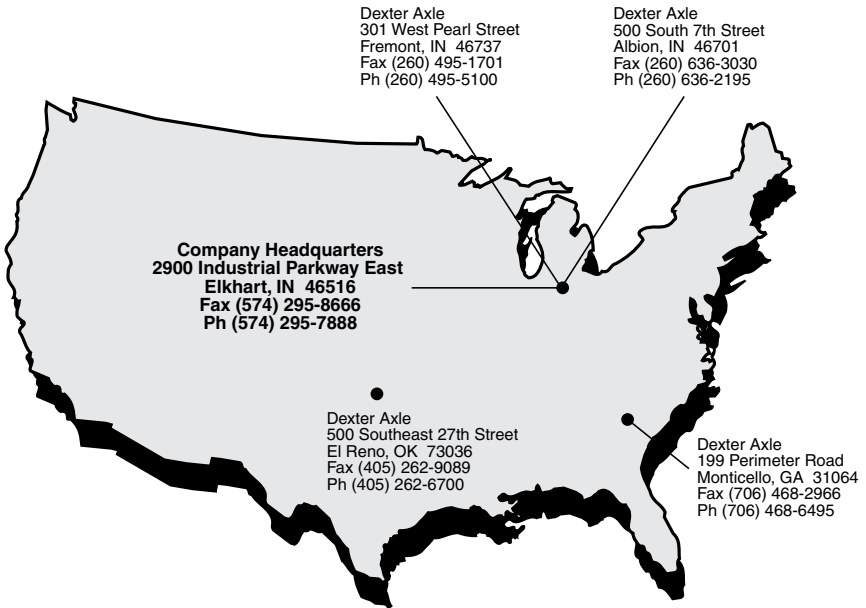 Dexter Axle
301 West Pearl Street
Fremont, IN 46737
Fax (260) 495-1701
Ph (260) 495-5100
Dexter Axle
500 South 7th Street
Albion, IN 46701
Fax (260) 636-3030
Ph (260) 636-2195
Company Headquarters
2900 Industrial Parkway East
Elkhart, IN 46516
Fax (574) 295-8666
Ph (574) 295-7888
Dexter Axle
500 Southeast 27th Street
El Reno, OK 73036
Fax (405) 262-9089
Ph (405) 262-6700
Dexter Axle
199 Perimeter Road
Monticello, GA 31064
Fax (706) 468-2966
Ph (706) 468-6495